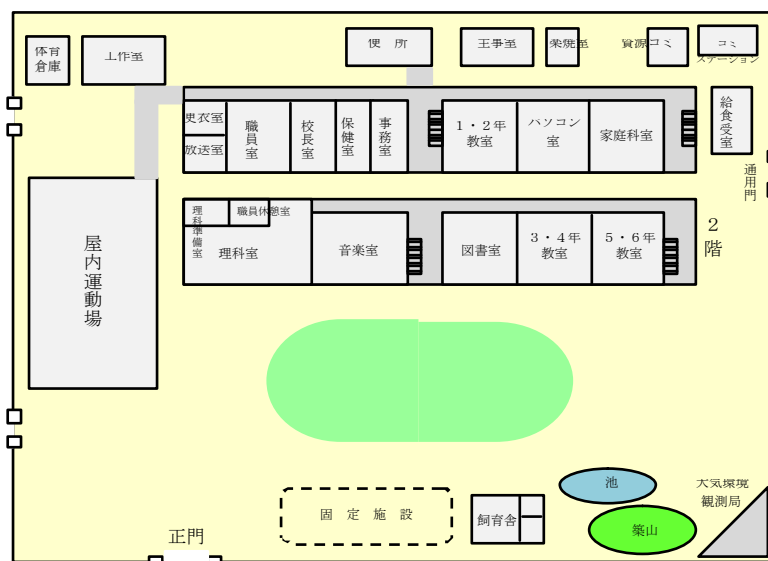 体育
倉庫
工作室
便 所
主事室
資源ゴミ
ゴミ
ステーション
更衣室
放送室
職員室
校長室
保健室
事務室
１・２年
教室
パソコン
室
家庭科室
給食受室
通用門
理科準備室
職員休憩室
理科室
音楽室
図書室
３・４年
教室
５・６年
教室
２階
屋内運動場
池
築山
大気環境
観測局
固 定 施 設
飼育舎
正門